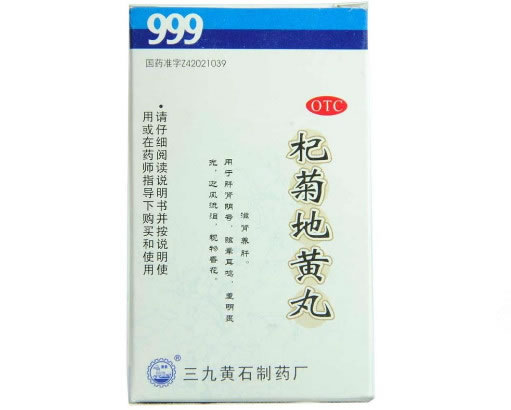 999
国药准字Z42021039
OTC
杞菊地黄丸
滋肾养肝。
用于肝肾阴亏，眩晕耳鸣，羞明畏
光，迎风流泪，视物昏花。
·请仔细阅读说明书并按说明使
用或在药师指导下购买和使用
®
三九黄石制药厂